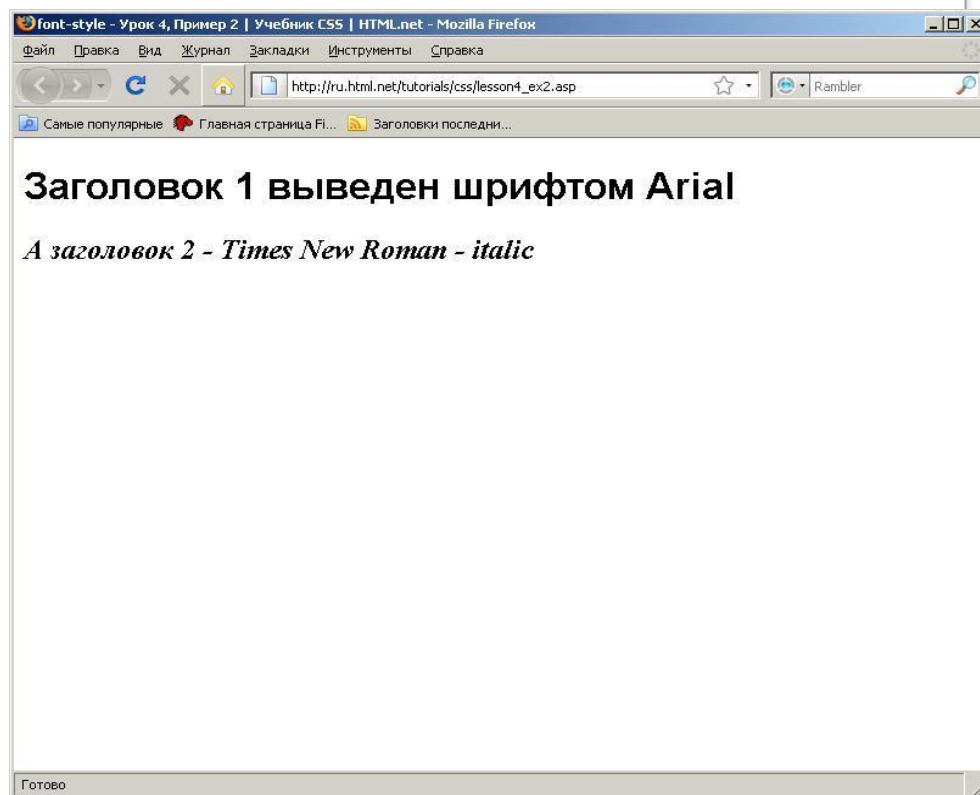 font-style - Урок 4, Пример 2 | Учебник CSS | HTML.net - Mozilla Firefox
Файл Правка Вид Журнал Закладки Инструменты Справка
http://ru.html.net/tutorials/css/lesson4_ex2.asp Rambler
Самые популярные Главная страница Fi... Заголовки последни...
Заголовок 1 выведен шрифтом Arial
А заголовок 2 - Times New Roman - italic
Готово